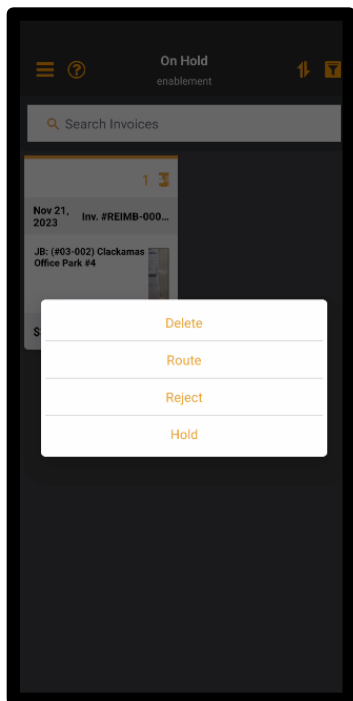 On Hold
enablement
Search Invoices
1
Nov 21,
2023
Inv. #REIMB-000...
JB: (#03-002) Clackamas
Office Park #4
$
Delete
Route
Reject
Hold